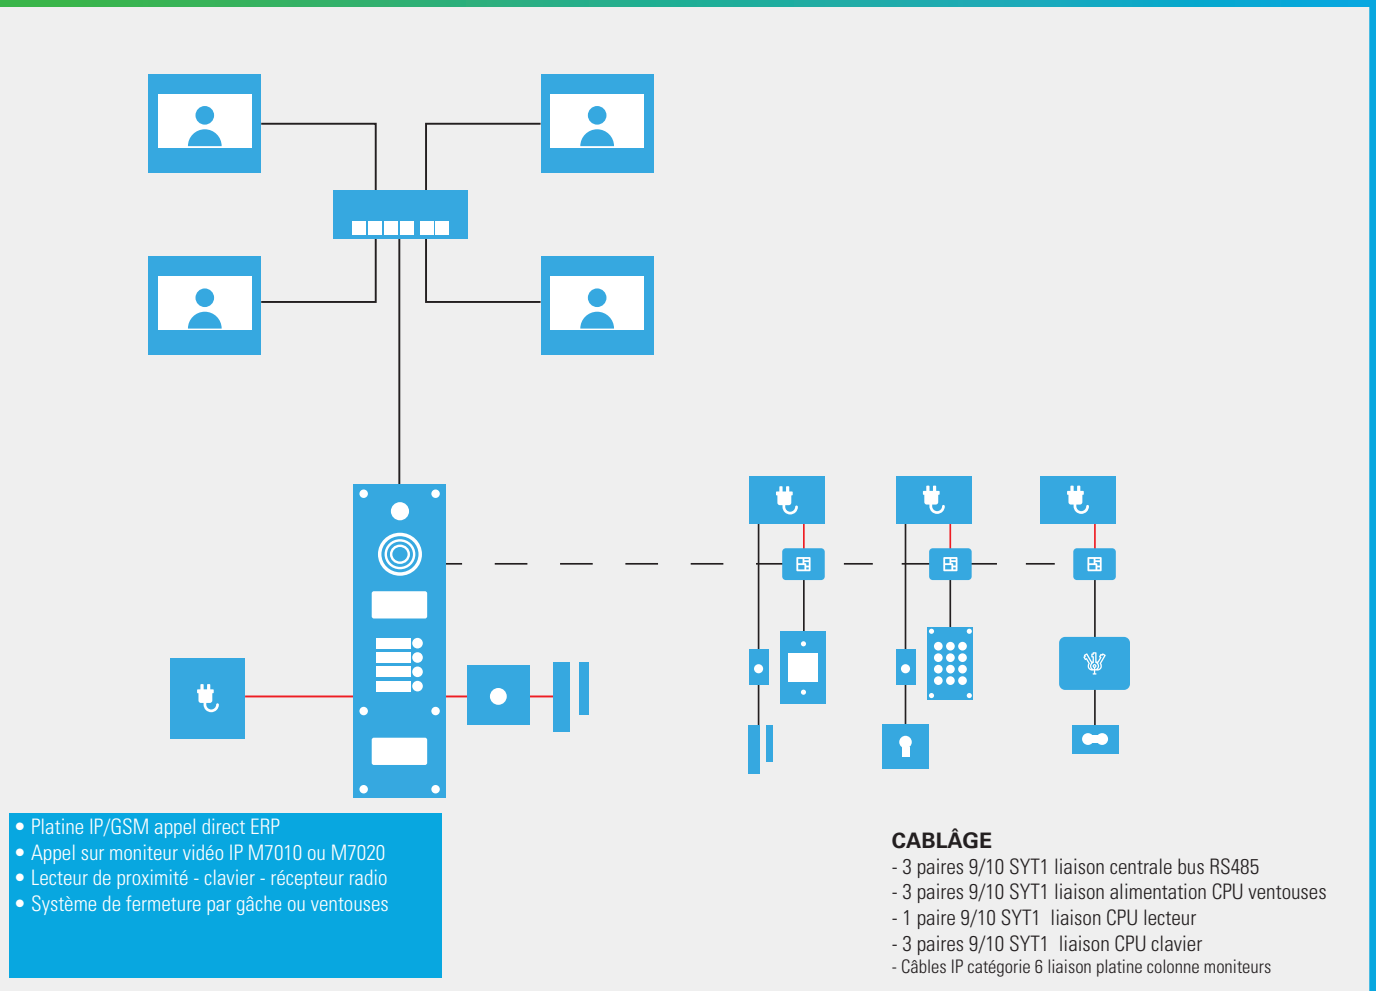 • Platine IP/GSM appel direct ERP
• Appel sur moniteur vidéo IP M7010 ou M7020
• Lecteur de proximité - clavier - récepteur radio
• Système de fermeture par gâche ou ventouses
CABLÂGE
- 3 paires 9/10 SYT1 liaison centrale bus RS485
- 3 paires 9/10 SYT1 liaison alimentation CPU ventouses
- 1 paire 9/10 SYT1  liaison CPU lecteur
- 3 paires 9/10 SYT1  liaison CPU clavier
- Câbles IP catégorie 6 liaison platine colonne moniteurs